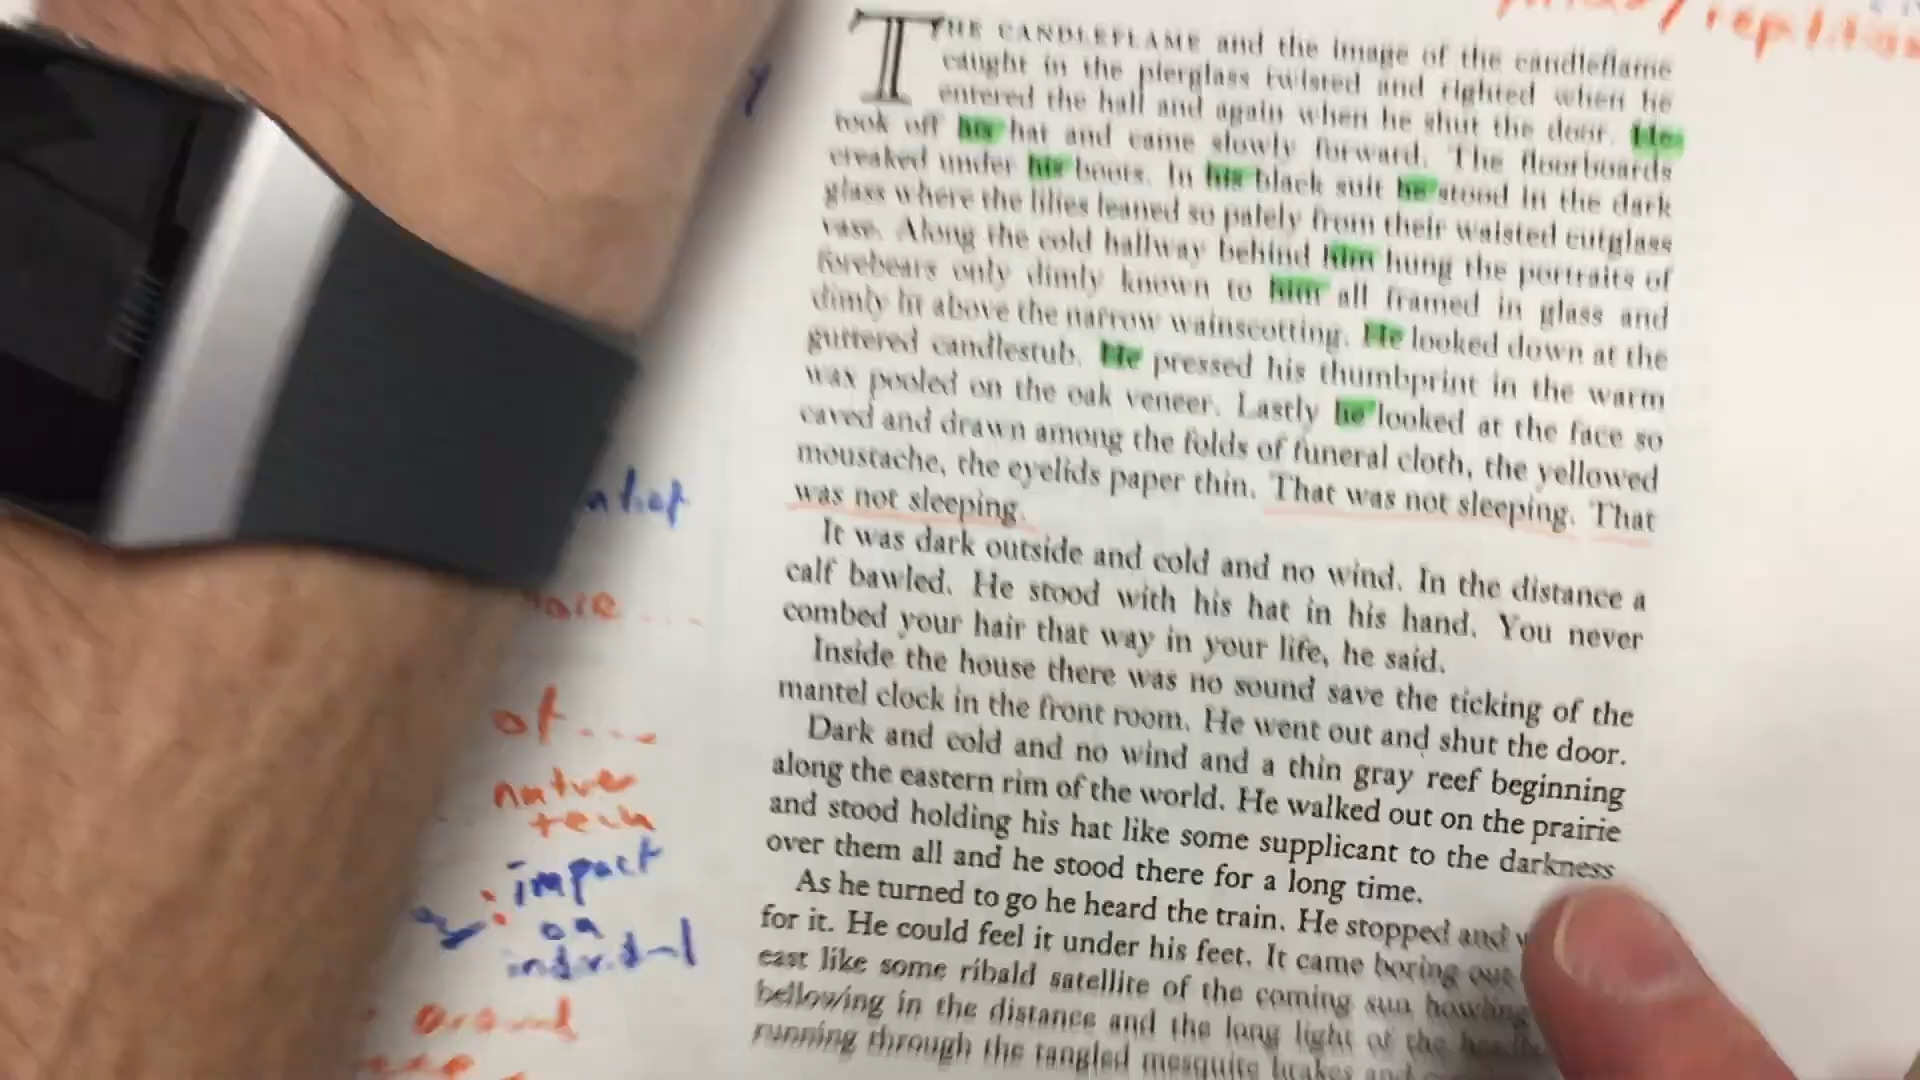 THE CANDLEFLAME and the image of the candleflame
caught in the pierglass twisted and righted when he
entered the hall and again when he shut the door. He
took off his hat and came slowly forward. The floorboards
creaked under his boots. In his black suit he stood in the dark
glass where the lilies leaned so palely from their waisted cutglass
vase. Along the cold hallway behind him hung the portraits of
forebears only dimly known to him all framed in glass and
dimly lit above the narrow wainscotting. He looked down at the
guttered candlestub. He pressed his thumbprint in the warm
wax pooled on the oak veneer. Lastly he looked at the face so
caved and drawn among the folds of funeral cloth, the yellowed
moustache, the eyelids paper thin. That was not sleeping. That
was not sleeping.
It was dark outside and cold and no wind. In the distance a
calf bawled. He stood with his hat in his hand. You never
combed your hair that way in your life, he said.
Inside the house there was no sound save the ticking of the
mantel clock in the front room. He went out and shut the door.
Dark and cold and no wind and a thin gray reef beginning
along the eastern rim of the world. He walked out on the prairie
and stood holding his hat like some supplicant to the darkness
over them all and he stood there for a long time.
As he turned to go he heard the train. He stopped and
for it. He could feel it under his feet. It came boring out
east like some ribald satellite of the coming sun howling
bellowing in the distance and the long light of the
running through the tangled mesquite brakes and
of ...
tech
impact
on